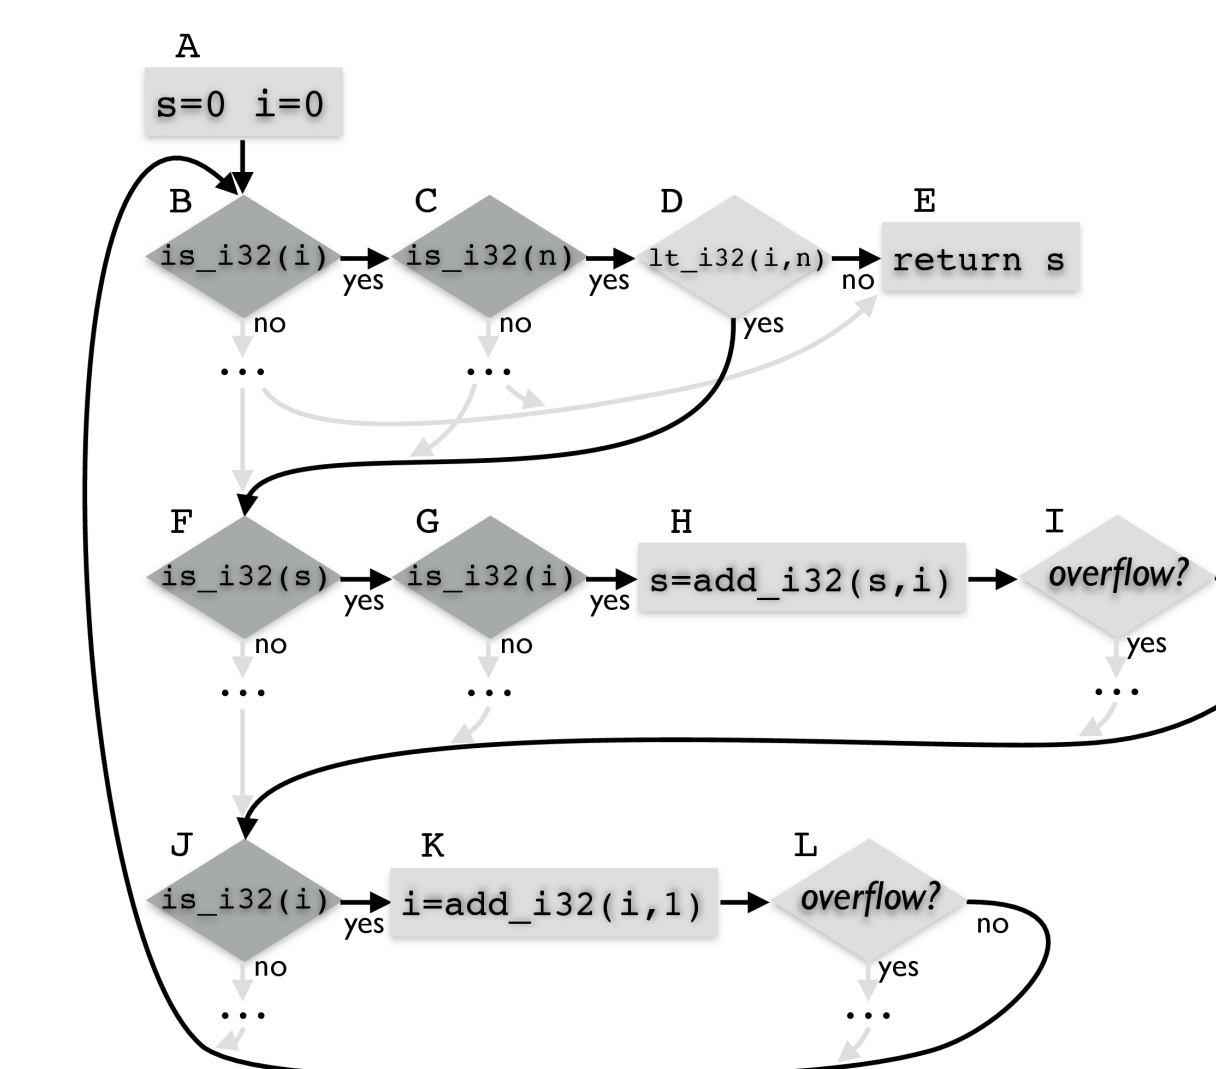 A
s=0 i=0
B
C
D
E
is_i32(i)
yes
is_i32(n)
yes
lt_i32(i,n)
no
return s
no
no
yes
...
...
F
G
H
I
is_i32(s)
yes
is_i32(i)
yes
s=add_i32(s,i)
overflow?
no
no
yes
...
...
...
J
K
L
is_i32(i)
yes
i=add_i32(i,1)
overflow?
no
no
yes
...
...